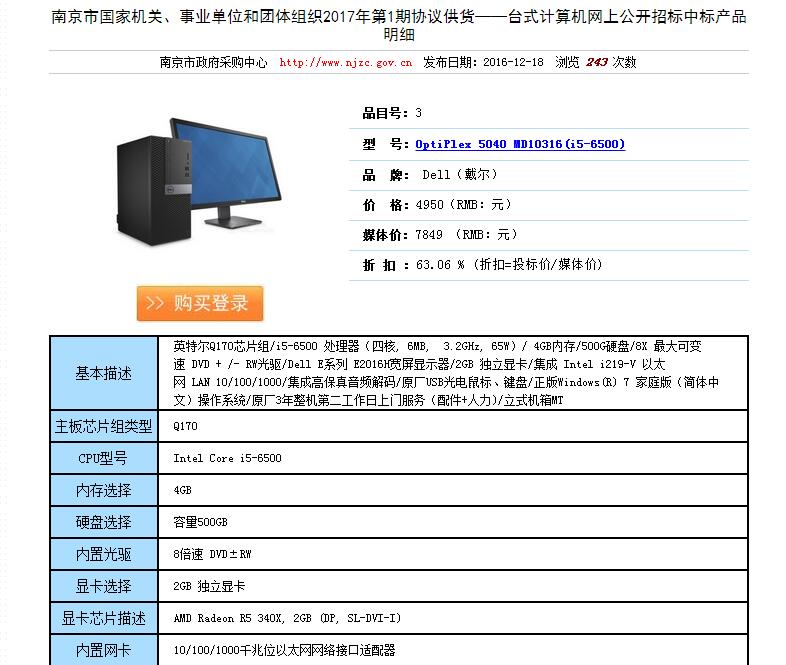 南京市国家机关、事业单位和团体组织2017年第1期协议供货——台式计算机网上公开招标中标产品
明细
南京市政府采购中心 http://www.njzc.gov.cn 发布日期: 2016-12-18 浏览 243 次数
品目号: 3
型 号: OptiPlex 5040 MD10316(i5-6500)
品 牌: Dell（戴尔）
价 格: 4950（RMB: 元）
媒体价: 7849 （RMB: 元）
折 扣 : 63.06 % (折扣=投标价/媒体价)
>> 购买登录
基本描述
英特尔Q170芯片组/i5-6500 处理器（四核, 6MB, 3.2GHz, 65W）/ 4GB内存/500G硬盘/8X 最大可变
速 DVD + /- RW光驱/Dell E系列 E2016H宽屏显示器/2GB 独立显卡/集成 Intel i219-V 以太
网 LAN 10/100/1000/集成高保真音频解码/原厂USB光电鼠标、键盘/正版Windows(R) 7 家庭版（简体中
文）操作系统/原厂3年整机第二工作日上门服务（配件+人力)/立式机箱MT
主板芯片组类型 Q170
CPU型号 Intel Core i5-6500
内存选择 4GB
硬盘选择 容量500GB
内置光驱 8倍速 DVD±RW
显卡选择 2GB 独立显卡
显卡芯片描述 AMD Radeon R5 340X, 2GB (DP, SL-DVI-I)
内置网卡 10/100/1000千兆位以太网网络接口适配器